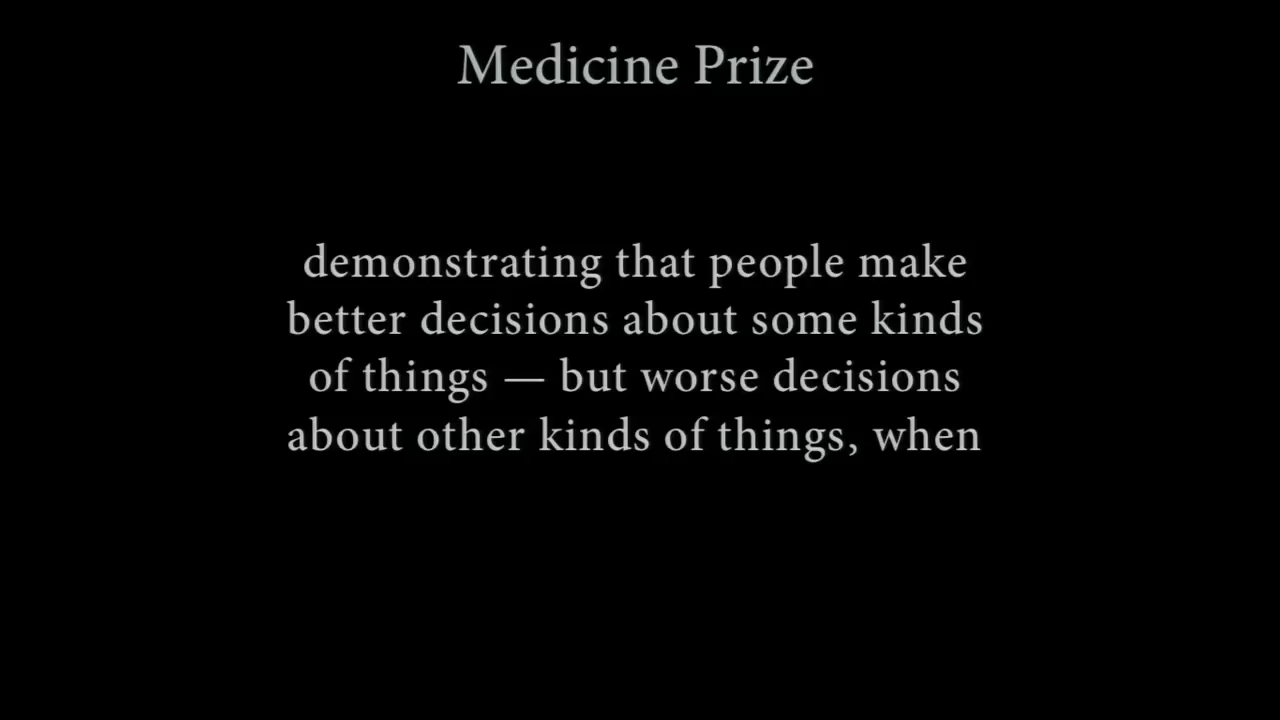 Medicine Prize
demonstrating that people make
better decisions about some kinds
of things — but worse decisions
about other kinds of things, when